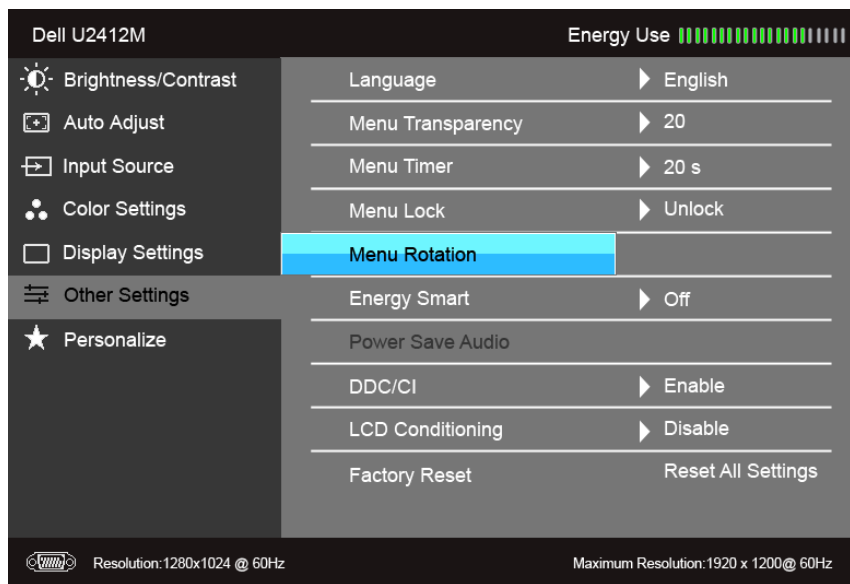 Dell U2412M Energy Use
Brightness/Contrast
Auto Adjust
Input Source
Color Settings
Display Settings
Other Settings
Personalize
Language English
Menu Transparency 20
Menu Timer 20 s
Menu Lock Unlock
Menu Rotation
Energy Smart Off
Power Save Audio
DDC/CI Enable
LCD Conditioning Disable
Factory Reset Reset All Settings
Resolution:1280x1024 @ 60Hz Maximum Resolution:1920 x 1200@ 60Hz